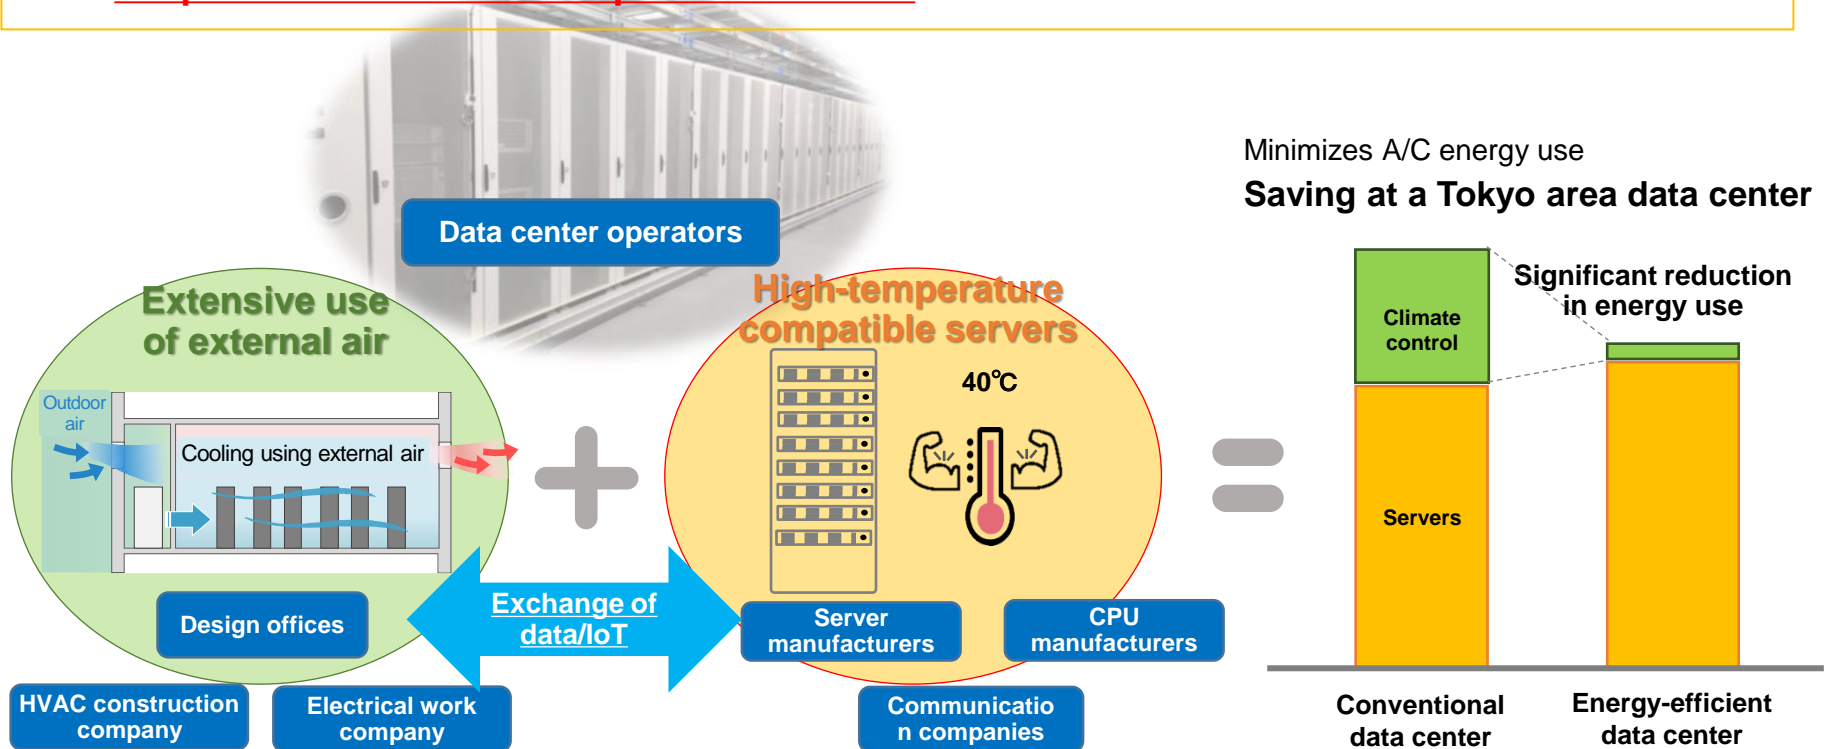 Data center operators
Extensive use
of external air
Outdoor
air
Cooling using external air
Design offices
HVAC construction
company
Electrical work
company
Exchange of
data/IoT
High-temperature
compatible servers
40℃
Server
manufacturers
CPU
manufacturers
Communicatio
n companies
Minimizes A/C energy use
Saving at a Tokyo area data center
Significant reduction
in energy use
Climate
control
Servers
Conventional
data center
Energy-efficient
data center